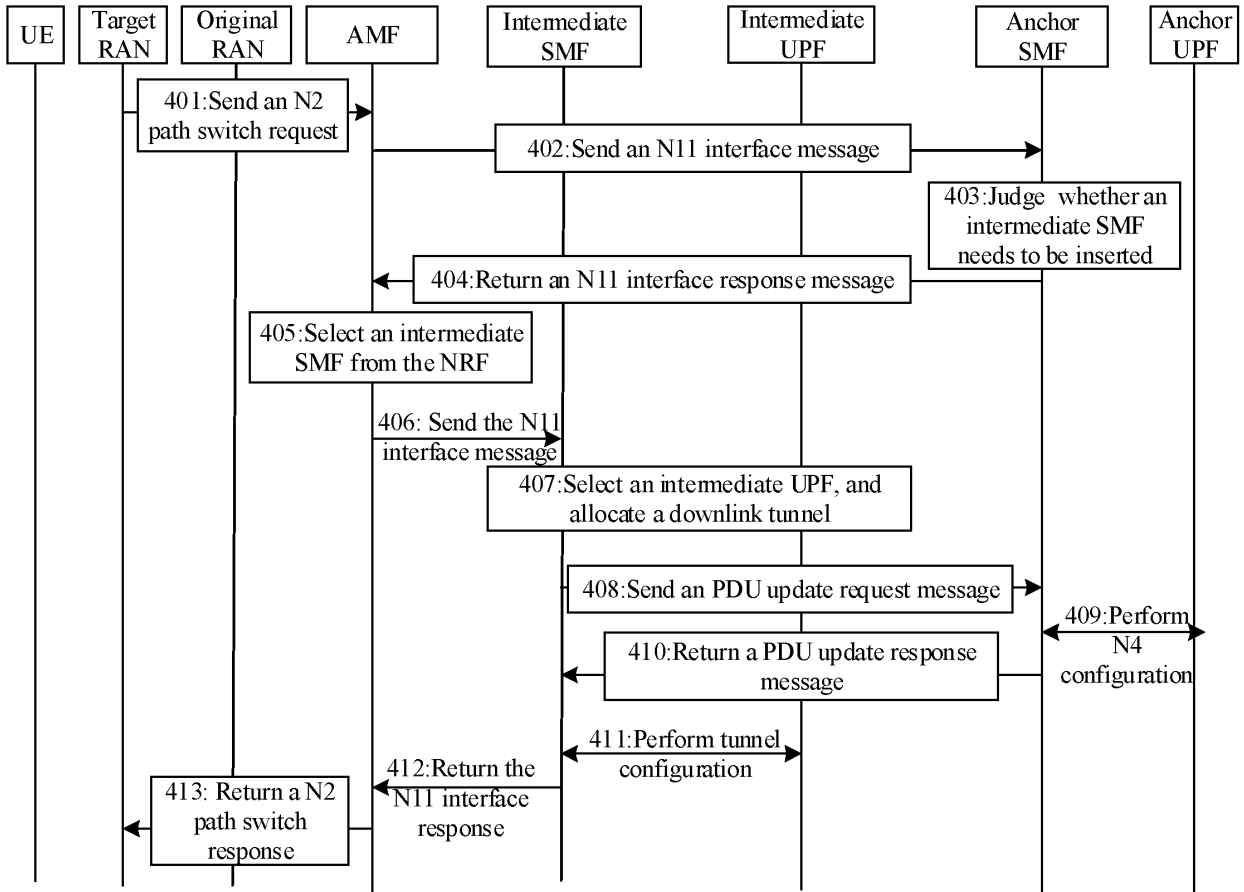 UE
Target
RAN
Original
RAN
AMF
Intermediate
SMF
Intermediate
UPF
Anchor
SMF
Anchor
UPF
401:Send an N2
path switch request
402:Send an N11 interface message
403:Judge whether an
intermediate SMF
needs to be inserted
404:Return an N11 interface response message
405:Select an intermediate
SMF from the NRF
406: Send the N11
interface message
407:Select an intermediate UPF, and
allocate a downlink tunnel
408:Send an PDU update request message
409:Perform
N4
configuration
410:Return a PDU update response
message
411:Perform tunnel
configuration
412:Return the
N11 interface
response
413: Return a N2
path switch
response